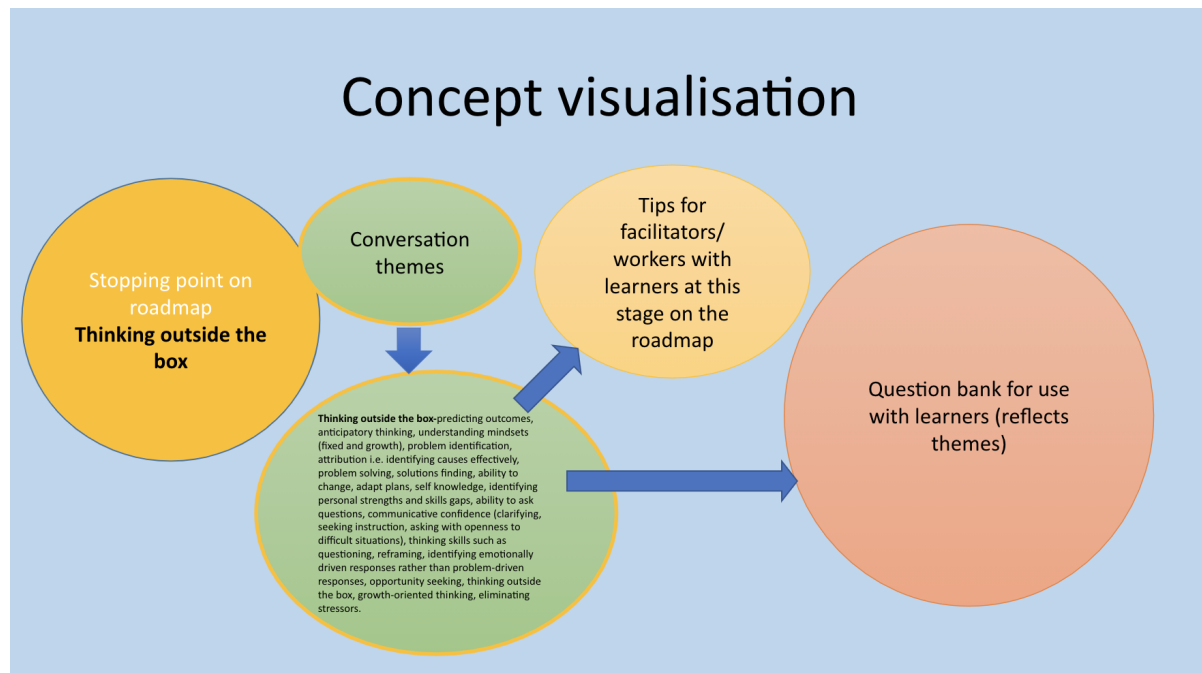 Concept visualisation
Stopping point on
roadmap
Thinking outside the
box
Conversation
themes
Thinking outside the box-predicting outcomes,
anticipatory thinking, understanding mindsets
(fixed and growth), problem identification,
attribution i.e. identifying causes effectively,
problem solving, solutions finding, ability to
change, adapt plans, self knowledge, identifying
personal strengths and skills gaps, ability to ask
questions, communicative confidence (clarifying,
seeking instruction, asking with openness to
difficult situations), thinking skills such as
questioning, reframing, identifying emotionally
driven responses rather than problem-driven
responses, opportunity seeking, thinking outside
the box, growth-oriented thinking, eliminating
stressors.
Tips for
facilitators/
workers with
learners at this
stage on the
roadmap
Question bank for use
with learners (reflects
themes)